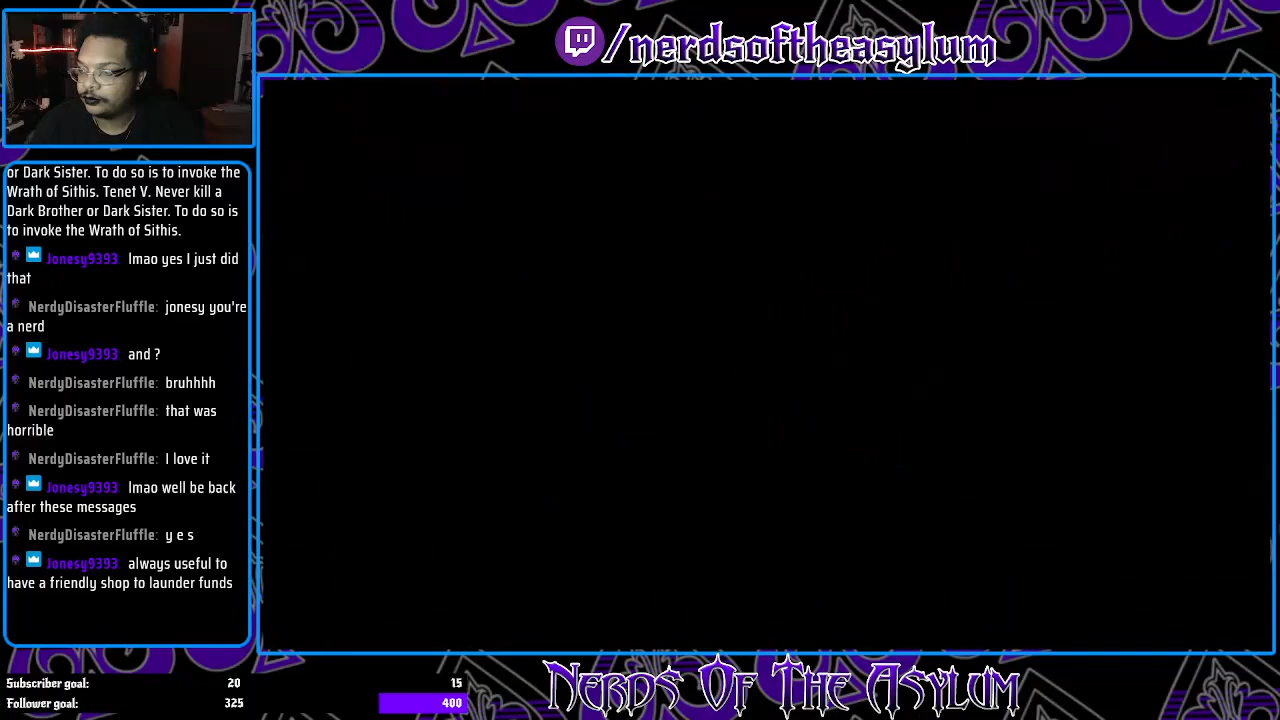 /nerdsoftheasylum
or Dark Sister. To do so is to invoke the
Wrath of Sithis. Tenet V. Never kill a
Dark Brother or Dark Sister. To do so is
to invoke the Wrath of Sithis.
Jonesy9393 lmao yes I just did
that
NerdyDisasterFluffle: jonesy you're
a nerd
Jonesy9393 and ?
NerdyDisasterFluffle: bruhhhh
NerdyDisasterFluffle: that was
horrible
NerdyDisasterFluffle: I love it
Jonesy9393 lmao well be back
after these messages
NerdyDisasterFluffle: y e s
Jonesy9393 always useful to
have a friendly shop to launder funds
Subscriber goal: 20 15
Follower goal: 325 400
Nerds Of The Asylum